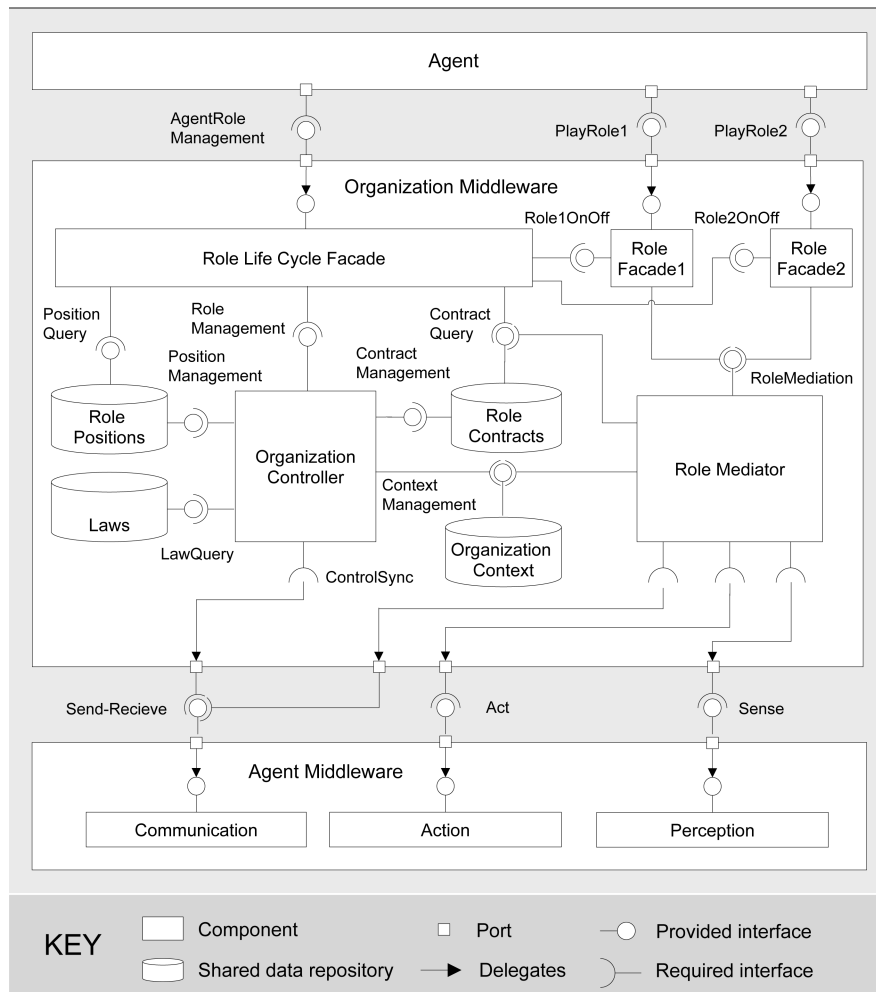 Agent
AgentRole
Management
PlayRole1
PlayRole2
Organization Middleware
Role1OnOff
Role2OnOff
Role Life Cycle Facade
Role
Facade1
Role
Facade2
Position
Query
Role
Management
Contract
Query
Position
Management
Contract
Management
RoleMediation
Role
Positions
Organization
Controller
Role
Contracts
Role Mediator
Context
Management
Laws
LawQuery
Organization
Context
ControlSync
Send-Recieve
Act
Sense
Agent Middleware
Communication
Action
Perception
KEY
Component
Port
Provided interface
Shared data repository
Delegates
Required interface